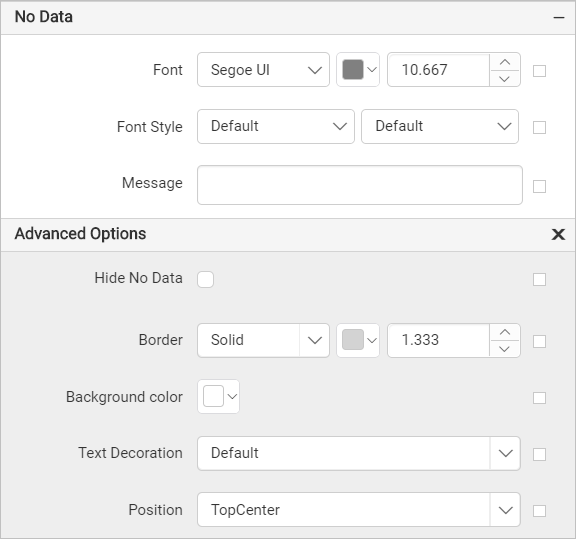 No Data
Font Segoe UI 10.667
Font Style Default Default
Message
Advanced Options
Hide No Data
Border Solid 1.333
Background color
Text Decoration Default
Position TopCenter